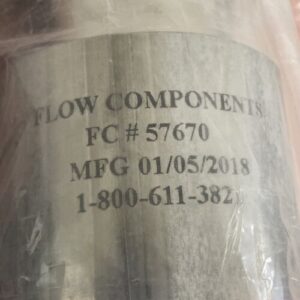 FLOW COMPONENTS
FC # 57670
MFG 01/05/2018
1-800-611-382